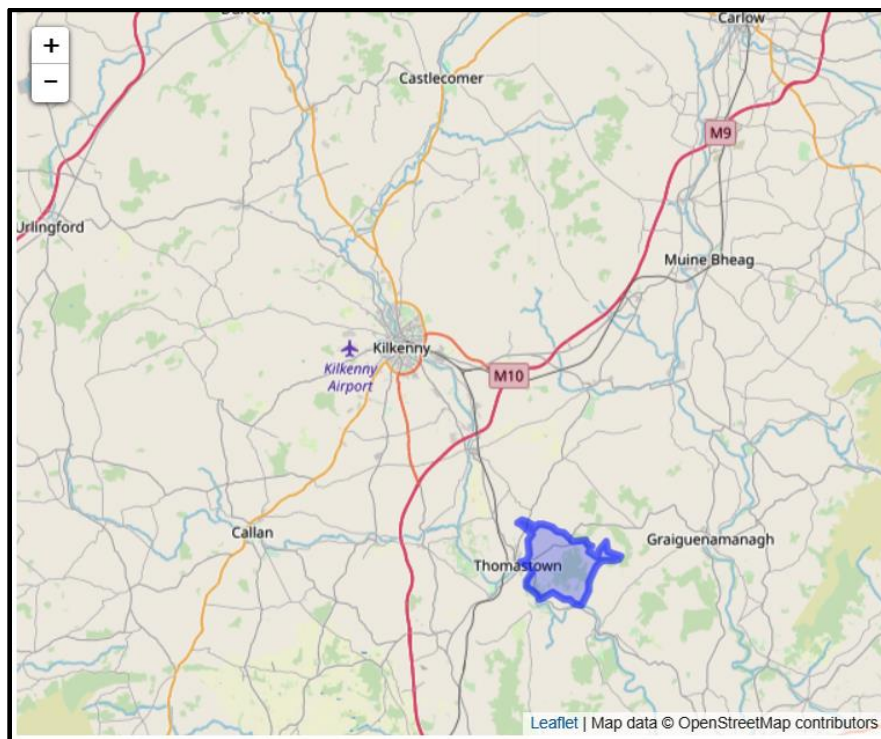 +
Carlow
−
Castlecomer
M9
Urlingford
Muine Bheag
Kilkenny
Kilkenny
Airport
M10
Callan
Graiguenamanagh
Thomastown
Leaflet | Map data © OpenStreetMap contributors